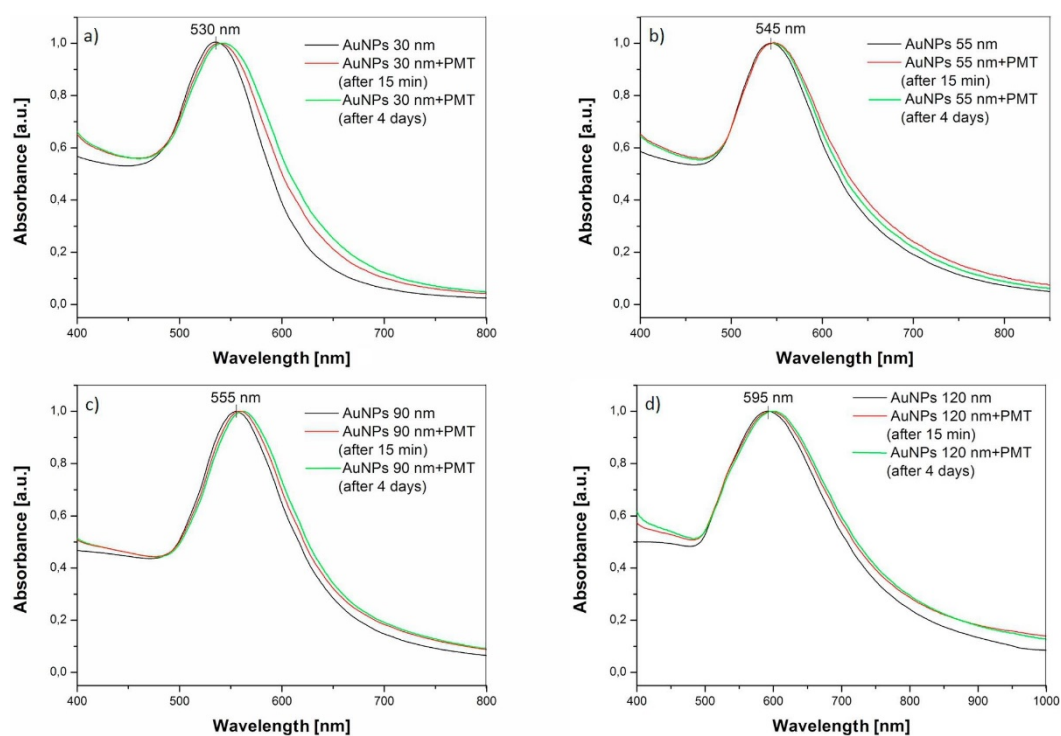 530 nm
a)
AuNPs 30 nm
AuNPs 30 nm+PMT
(after 15 min)
AuNPs 30 nm+PMT
(after 4 days)
1,0
0,8
0,6
0,4
0,2
0,0
Absorbance [a.u.]
400 500 600 700 800
Wavelength [nm]
545 nm
b)
AuNPs 55 nm
AuNPs 55 nm+PMT
(after 15 min)
AuNPs 55 nm+PMT
(after 4 days)
1,0
0,8
0,6
0,4
0,2
0,0
Absorbance [a.u.]
400 500 600 700 800
Wavelength [nm]
555 nm
c)
AuNPs 90 nm
AuNPs 90 nm+PMT
(after 15 min)
AuNPs 90 nm+PMT
(after 4 days)
1,0
0,8
0,6
0,4
0,2
0,0
Absorbance [a.u.]
400 500 600 700 800
Wavelength [nm]
595 nm
d)
AuNPs 120 nm
AuNPs 120 nm+PMT
(after 15 min)
AuNPs 120 nm+PMT
(after 4 days)
1,0
0,8
0,6
0,4
0,2
0,0
Absorbance [a.u.]
400 500 600 700 800 900 1000
Wavelength [nm]